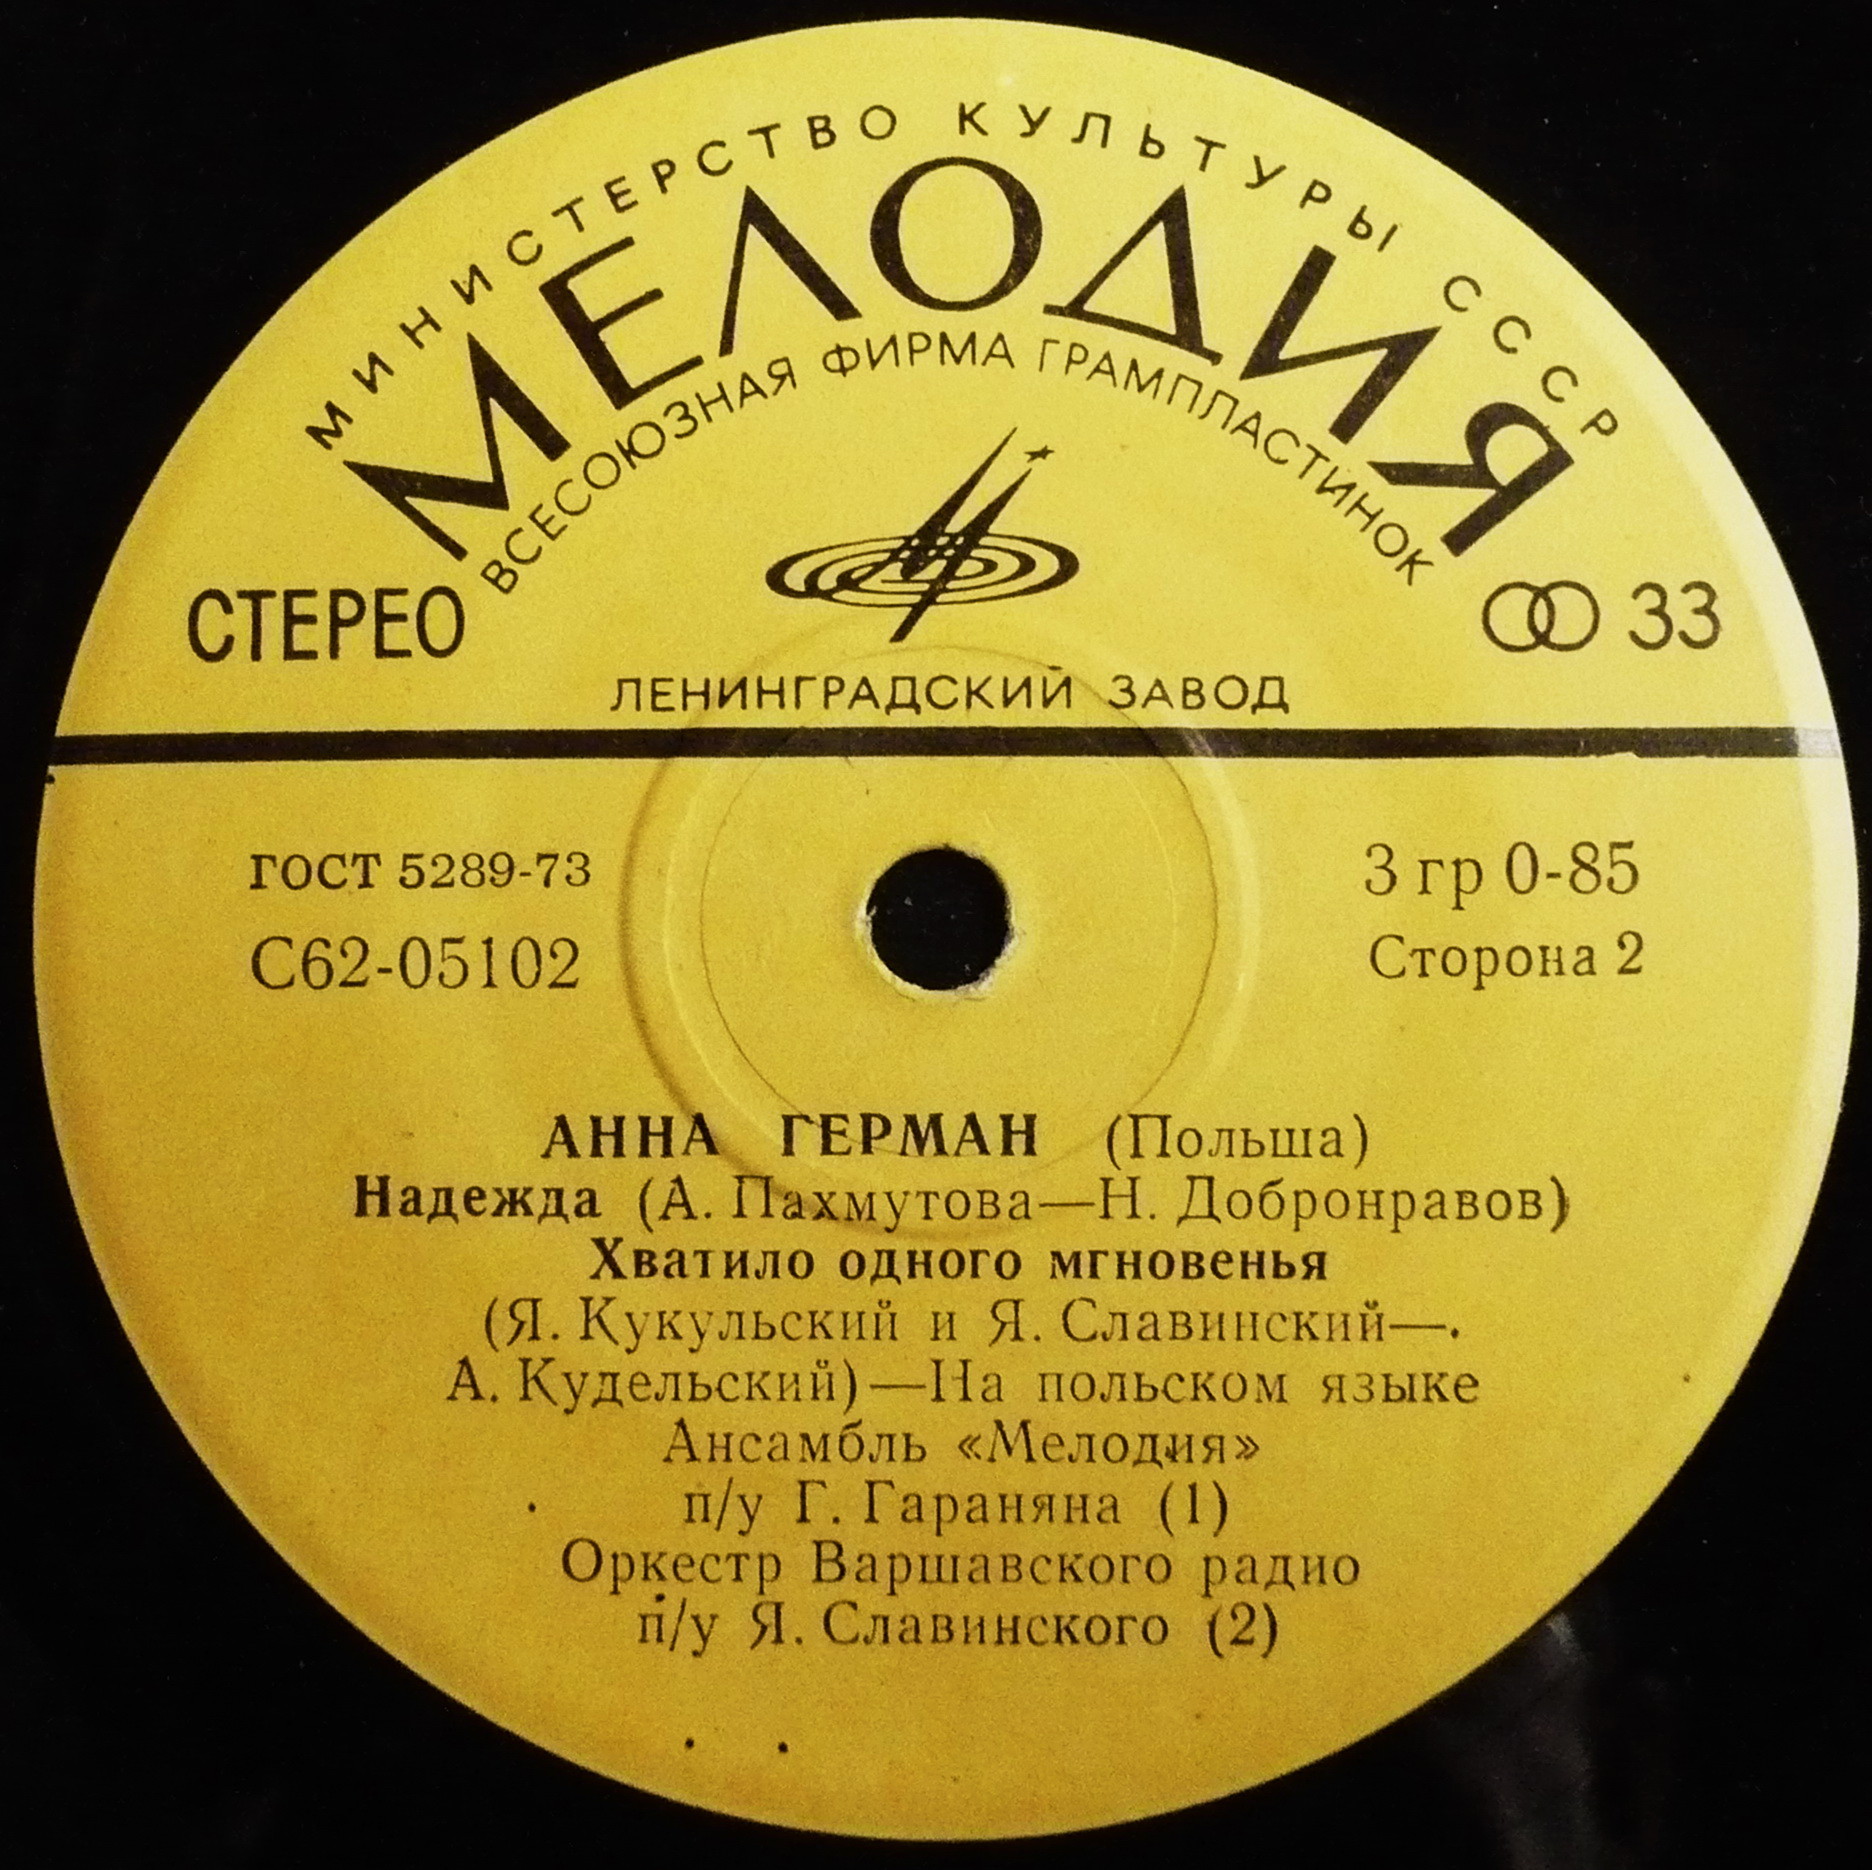 МИНИСТЕРСТВО КУЛЬТУРЫ СССР
МЕЛОДИЯ
ВСЕСОЮЗНАЯ ФИРМА ГРАМПЛАСТИНОК
СТЕРЕО
33
ЛЕНИНГРАДСКИЙ ЗАВОД
ГОСТ 5289-73
3 гр 0-85
С62-05102
Сторона 2
АННА ГЕРМАН (Польша)
Надежда (А. Пахмутова—Н. Добронравов)
Хватило одного мгновенья
(Я. Кукульский и Я. Славинский—
А. Кудельский)—На польском языке
Ансамбль «Мелодия»
п/у Г. Гараняна (1)
Оркестр Варшавского радио
п/у Я. Славинского (2)